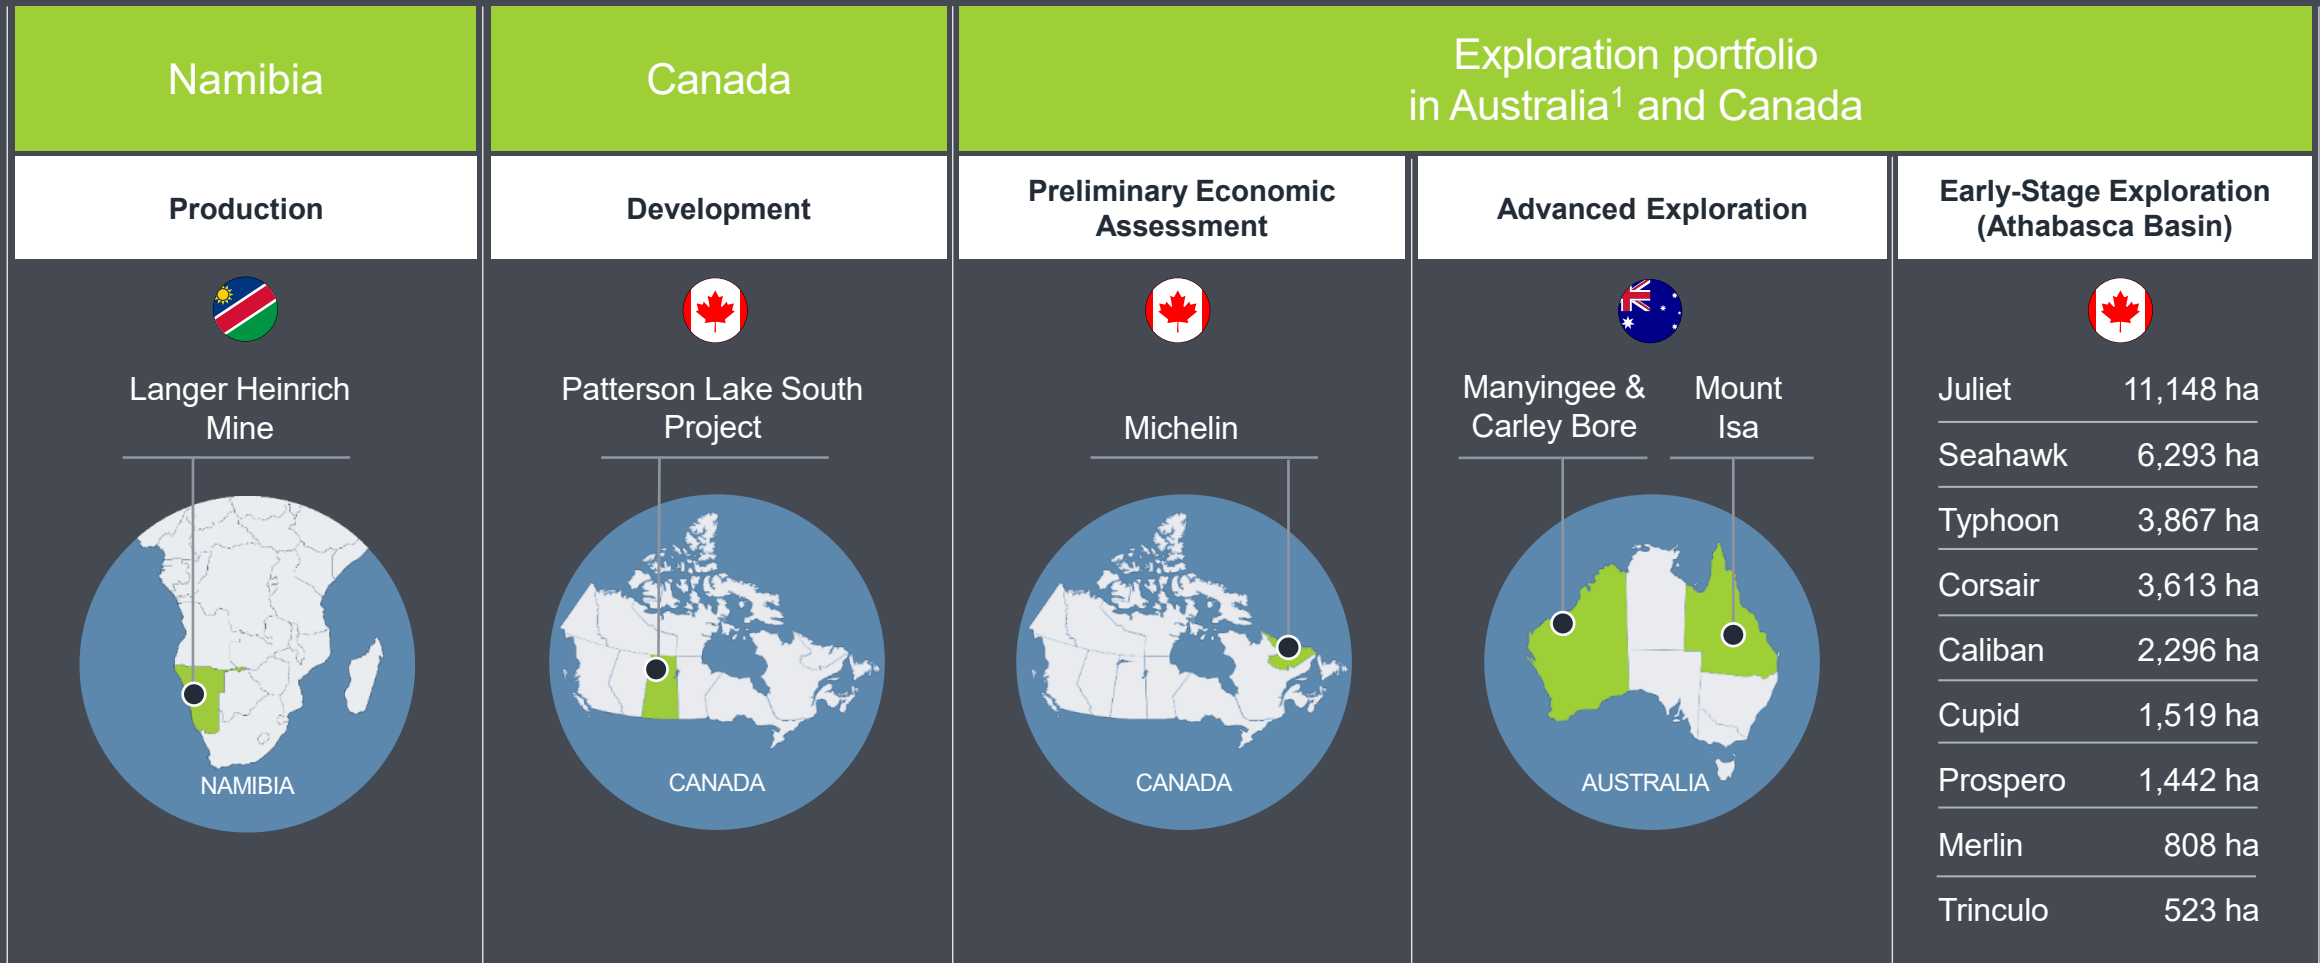 Namibia
Canada
Exploration portfolio
in Australia¹ and Canada
Production
Development
Preliminary Economic
Assessment
Advanced Exploration
Early-Stage Exploration
(Athabasca Basin)
Langer Heinrich
Mine
NAMIBIA
Patterson Lake South
Project
CANADA
Michelin
CANADA
Manyingee &
Carley Bore
Mount
Isa
AUSTRALIA
Juliet 11,148 ha
Seahawk 6,293 ha
Typhoon 3,867 ha
Corsair 3,613 ha
Caliban 2,296 ha
Cupid 1,519 ha
Prospero 1,442 ha
Merlin 808 ha
Trinculo 523 ha